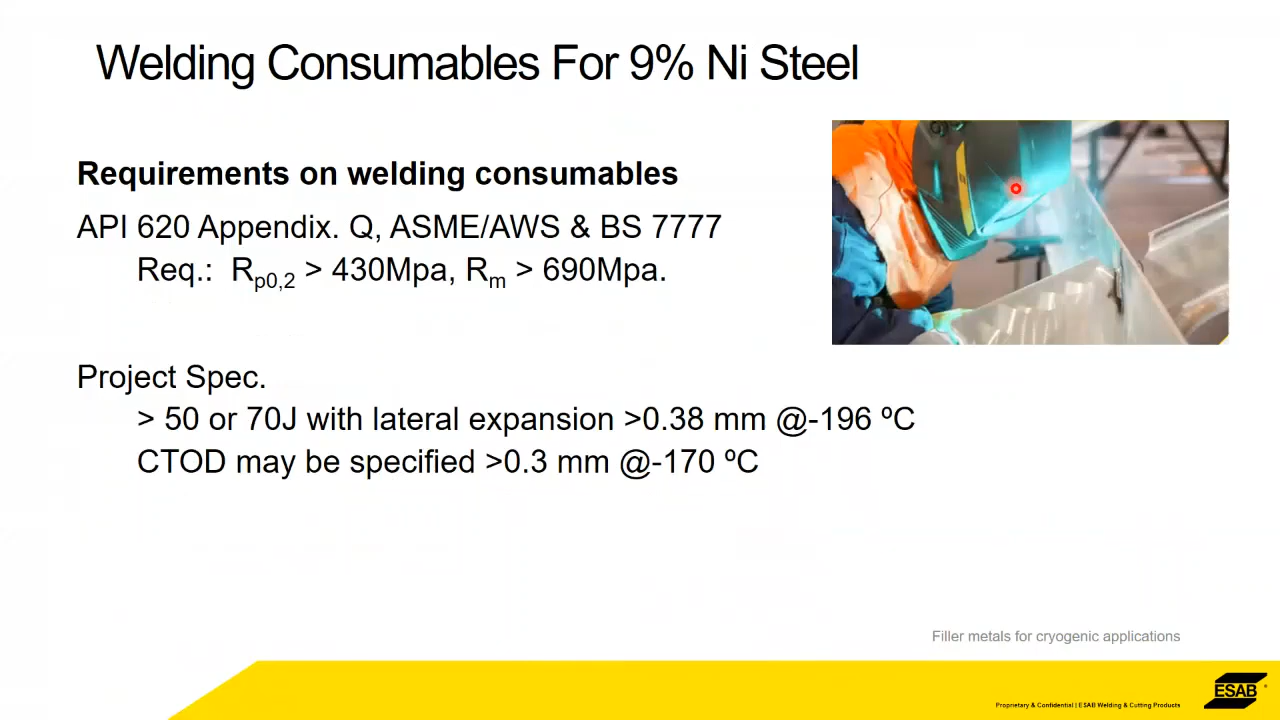 Welding Consumables For 9% Ni Steel
Requirements on welding consumables
API 620 Appendix. Q, ASME/AWS & BS 7777
Req.: Rp0,2 > 430Mpa, Rm > 690Mpa.
Project Spec.
> 50 or 70J with lateral expansion >0.38 mm @-196 ºC
CTOD may be specified >0.3 mm @-170 ºC
Filler metals for cryogenic applications
Proprietary & Confidential | ESAB Welding & Cutting Products
ESAB